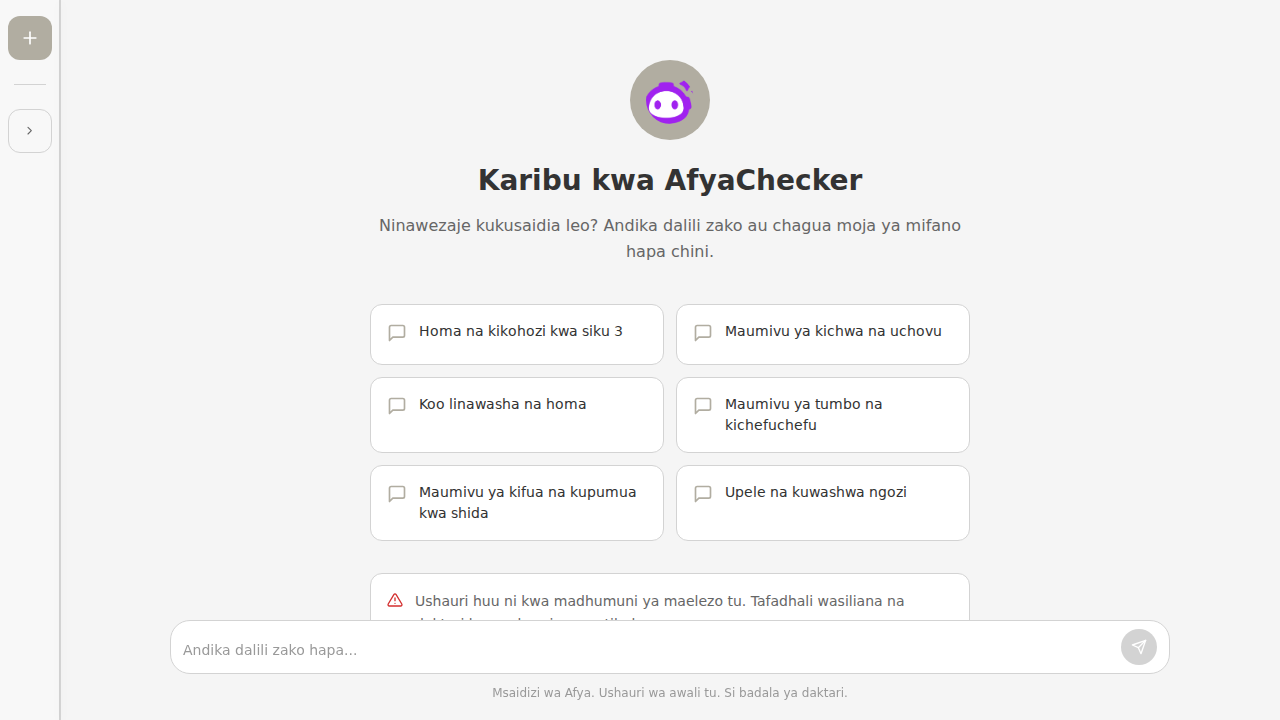 Karibu kwa AfyaChecker
Ninawezaje kukusaidia leo? Andika dalili zako au chagua moja ya mifano
hapa chini.
Homa na kikohozi kwa siku 3
Maumivu ya kichwa na uchovu
Koo linawasha na homa
Maumivu ya tumbo na
kichefuchefu
Maumivu ya kifua na kupumua
kwa shida
Upele na kuwashwa ngozi
Ushauri huu ni kwa madhumuni ya maelezo tu. Tafadhali wasiliana na
Andika dalili zako hapa...
Msaidizi wa Afya. Ushauri wa awali tu. Si badala ya daktari.